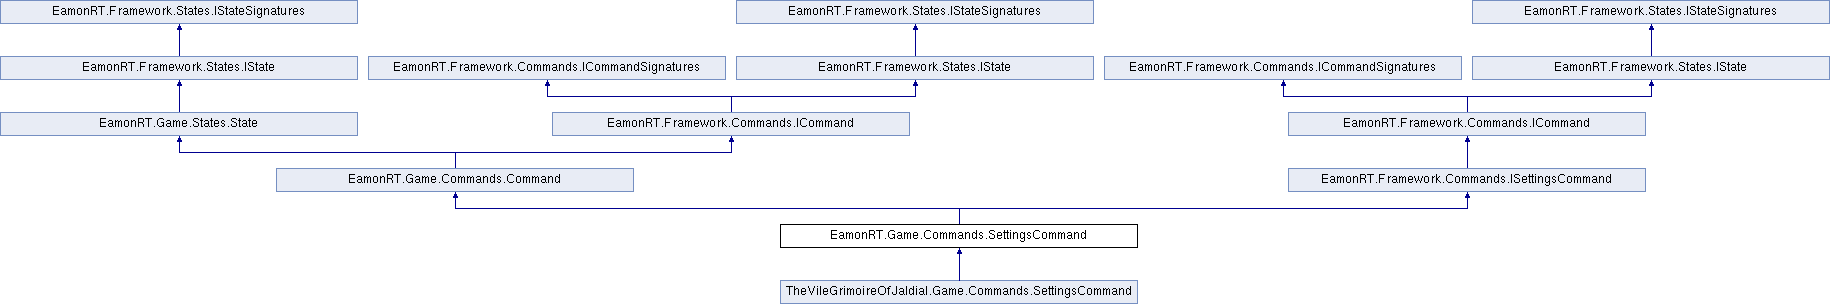 EamonRT.Framework.States.IStateSignatures
EamonRT.Framework.States.IStateSignatures
EamonRT.Framework.States.IStateSignatures
EamonRT.Framework.States.IState
EamonRT.Framework.Commands.ICommandSignatures
EamonRT.Framework.States.IState
EamonRT.Framework.Commands.ICommandSignatures
EamonRT.Framework.States.IState
EamonRT.Game.States.State
EamonRT.Framework.Commands.ICommand
EamonRT.Framework.Commands.ICommand
EamonRT.Game.Commands.Command
EamonRT.Framework.Commands.ISettingsCommand
EamonRT.Game.Commands.SettingsCommand
TheVileGrimoireOfJaldial.Game.Commands.SettingsCommand